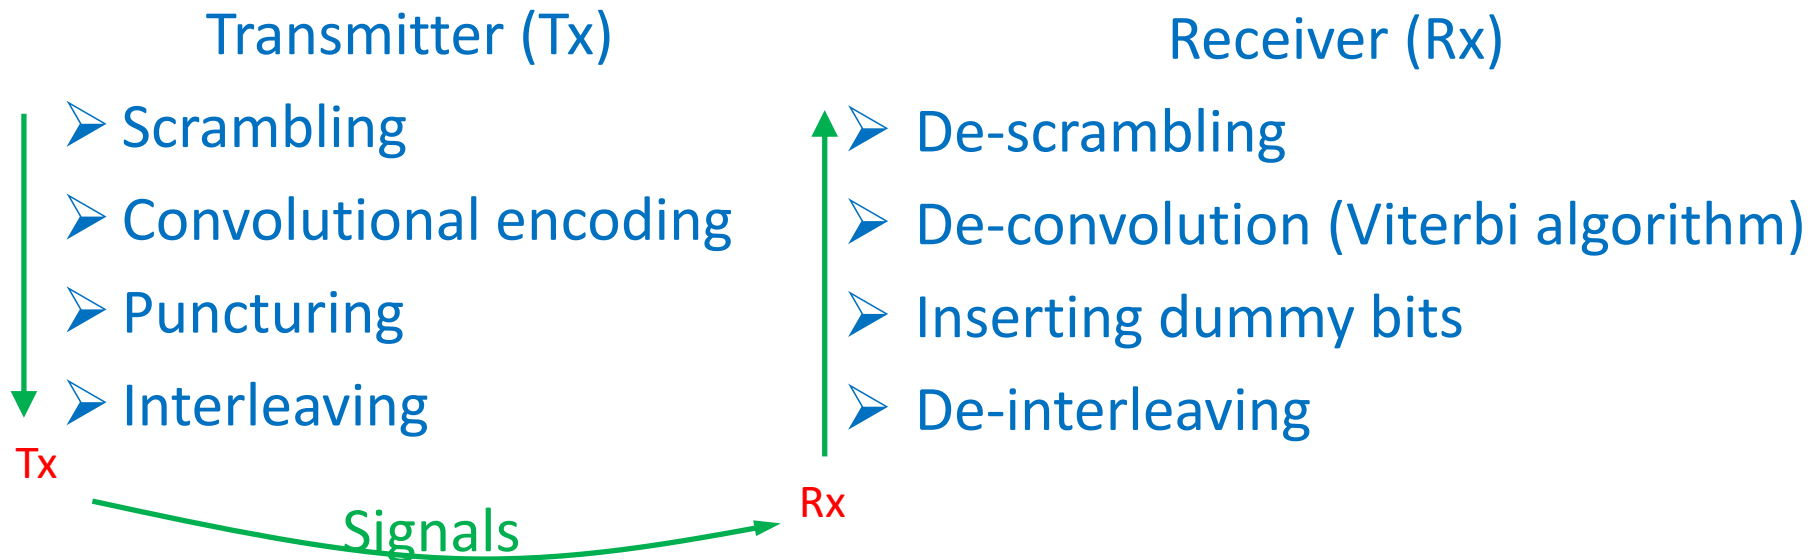 Transmitter (Tx)
Scrambling
Convolutional encoding
Puncturing
Interleaving
Tx
Signals
Receiver (Rx)
De-scrambling
De-convolution (Viterbi algorithm)
Inserting dummy bits
De-interleaving
Rx